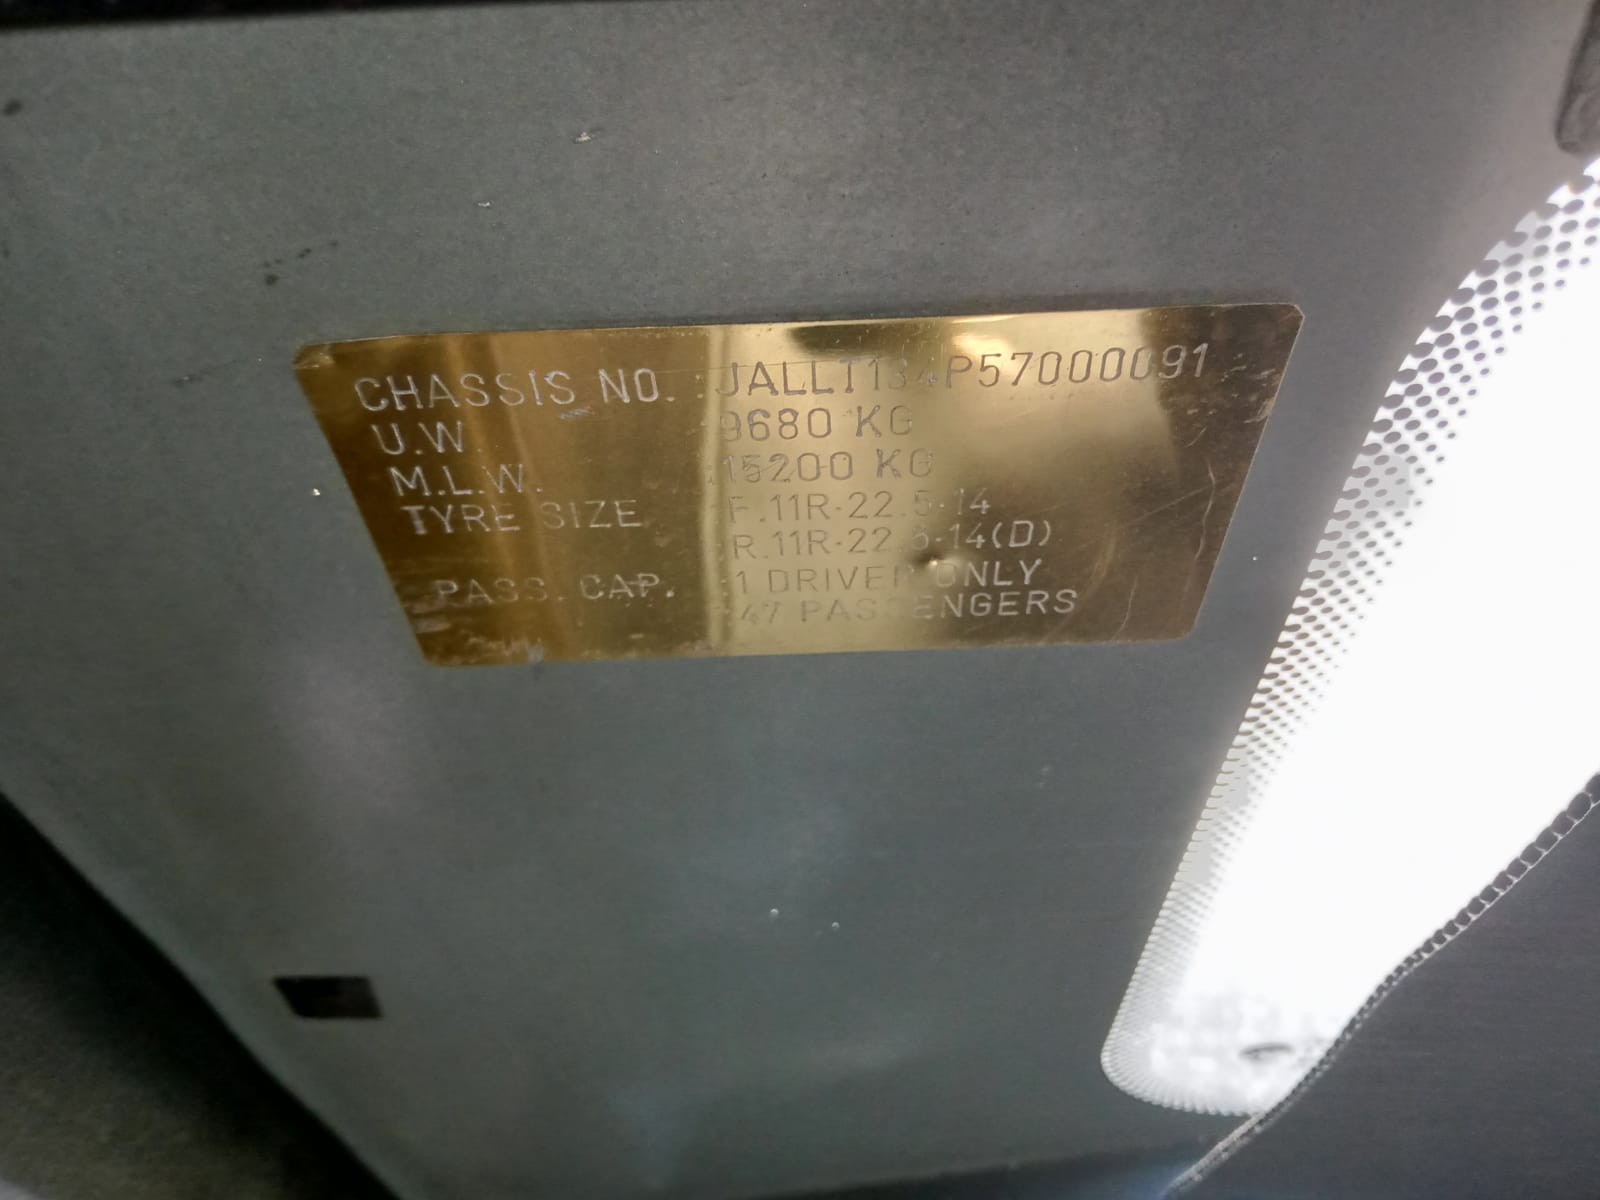 CHASSIS NO. : JALLT134P57000091
U.W. 9680 KG
M.L.W. 15200 KG
TYRE SIZE F.11R-22.5-14
R.11R-22.5-14(D)
PASS. CAP. 1 DRIVER ONLY
47 PASSENGERS